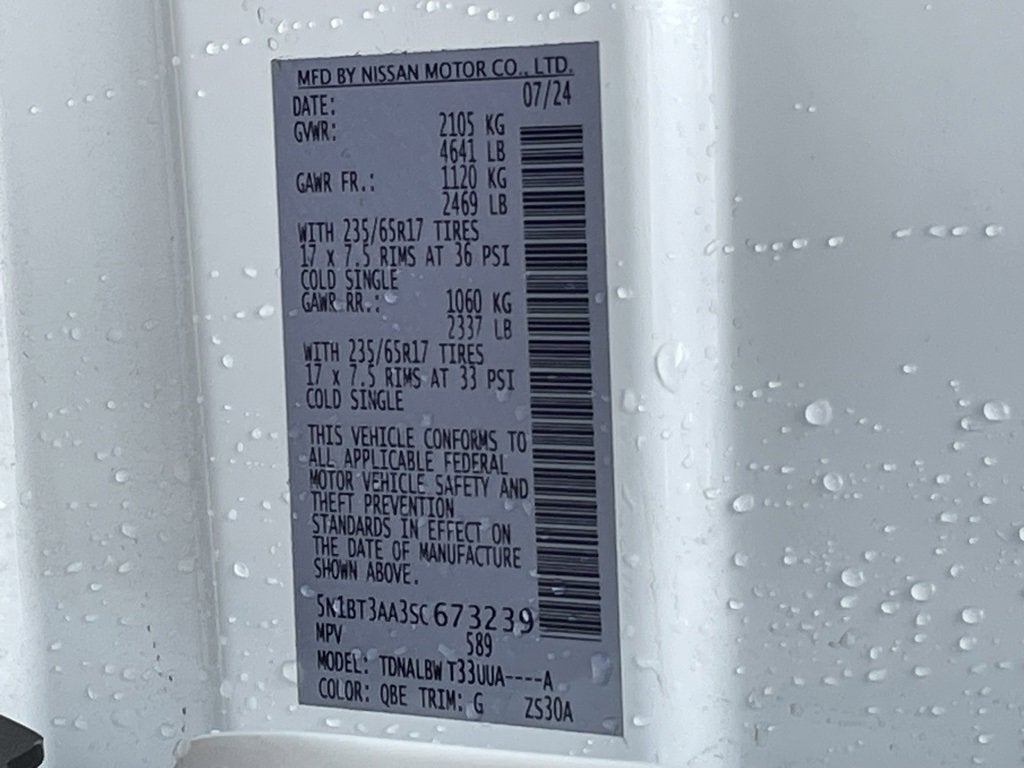 MFD BY NISSAN MOTOR CO., LTD.
DATE: 07/24
GVWR: 2105 KG
4641 LB
GAWR FR.: 1120 KG
2469 LB
WITH 235/65R17 TIRES
17 x 7.5 RIMS AT 36 PSI
COLD SINGLE
GAWR RR.: 1060 KG
2337 LB
WITH 235/65R17 TIRES
17 x 7.5 RIMS AT 33 PSI
COLD SINGLE
THIS VEHICLE CONFORMS TO
ALL APPLICABLE FEDERAL
MOTOR VEHICLE SAFETY AND
THEFT PREVENTION
STANDARDS IN EFFECT ON
THE DATE OF MANUFACTURE
SHOWN ABOVE.
5N1BT3AA3SC673239
MPV 589
MODEL: TDNALBW T33UUA----A
COLOR: QBE TRIM: G ZS30A